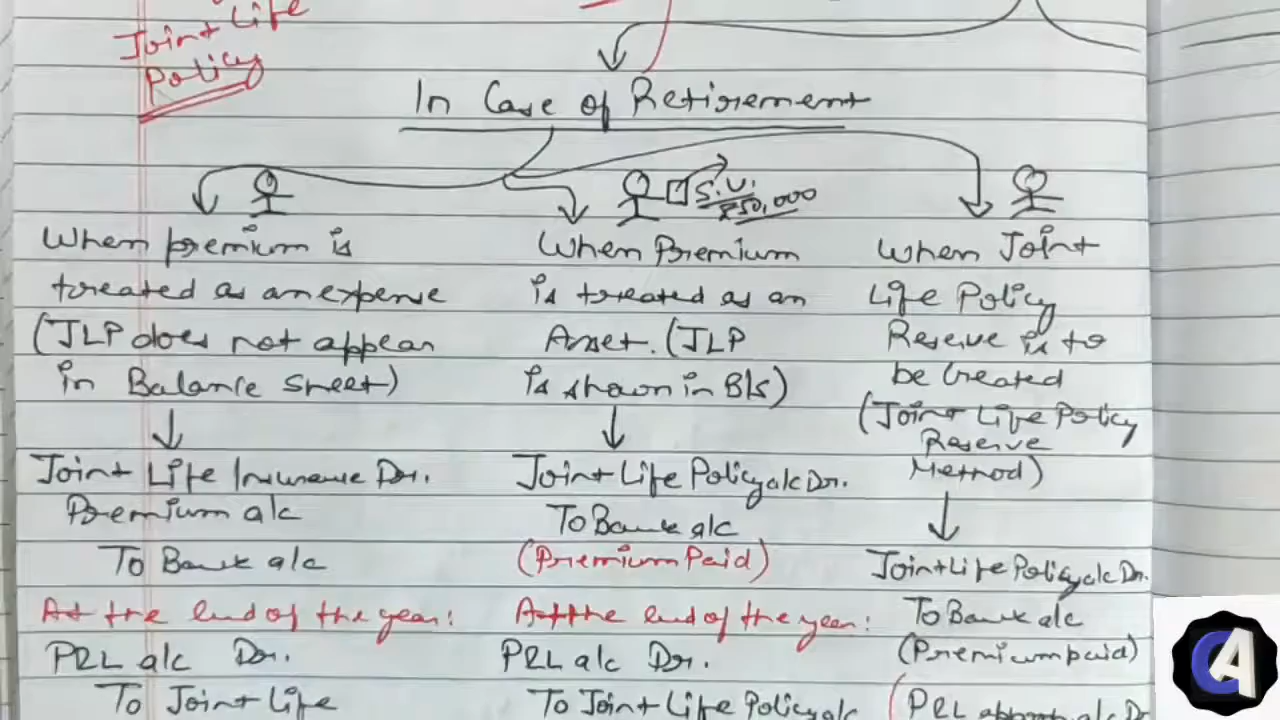 Joint Life
Policy
In Case of Retirement
S.V.
₹50,000
When premium is
treated as an expense
(JLP does not appear
in Balance Sheet)
Joint Life Insurance Dr.
Premium a/c
To Bank a/c
At the end of the year:
P&L a/c Dr.
To Joint Life
When Premium
is treated as an
Asset. (JLP
is shown in B/s)
Joint Life Policy a/c Dr.
To Bank a/c
(Premium Paid)
At the end of the year:
P&L a/c Dr.
To Joint Life Policy a/c
When Joint
Life Policy
Reserve is to
be Created
(Joint Life Policy
Reserve
Method)
Joint Life Policy a/c Dr.
To Bank a/c
(Premium paid)
CA